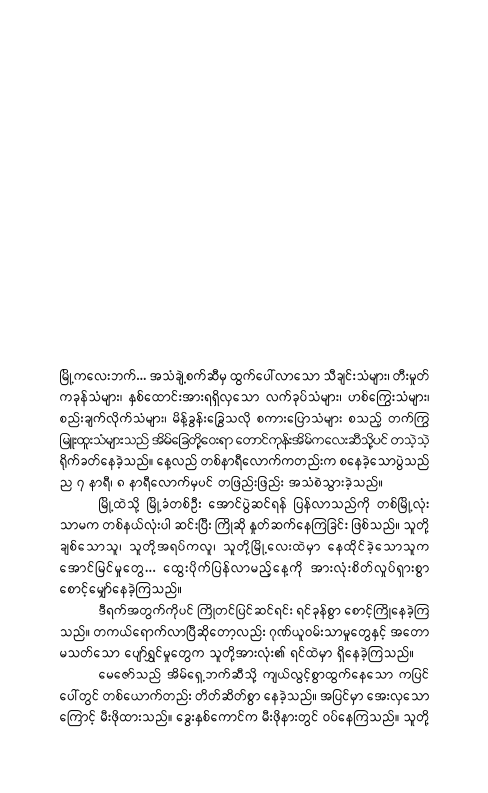 မြို့ကလေးဘက်... အသံချဲ့စက်ဆီမှ ထွက်ပေါ်လာသော သီချင်းသံများ၊ တီးမှုတ်
ကခုန်သံများ၊ နှစ်ထောင်းအားရရှိလှသော လက်ခုပ်သံများ၊ ဟစ်ကြွေးသံများ၊
စည်းချက်လိုက်သံများ၊ မိန့်ခွန်းခြွေသလို စကားပြောသံများ စသည့် တက်ကြွ
မြူးထူးသံများသည် အိမ်ခြေတို့ဝေးရာ တောင်ကုန်းအိမ်ကလေးဆီသို့ပင် တသဲ့သဲ့
ရိုက်ခတ်နေခဲ့သည်။ နေ့လည် တစ်နာရီလောက်ကတည်းက စနေခဲ့သောပွဲသည်
ည ၇ နာရီ၊ ၈ နာရီလောက်မှပင် တဖြည်းဖြည်း အသံစဲသွားခဲ့သည်။
မြို့ထဲသို့ မြို့ခံတစ်ဦး အောင်ပွဲဆင်ရန် ပြန်လာသည်ကို တစ်မြို့လုံး
သာမက တစ်နယ်လုံးပါ ဆင်းပြီး ကြိုဆို နှုတ်ဆက်နေကြခြင်း ဖြစ်သည်။ သူတို့
ချစ်သောသူ၊ သူတို့အရပ်ကလူ၊ သူတို့မြို့လေးထဲမှာ နေထိုင်ခဲ့သောသူက
အောင်မြင်မှုတွေ... ထွေးပိုက်ပြန်လာမည့်နေ့ကို အားလုံးစိတ်လှုပ်ရှားစွာ
စောင့်မျှော်နေခဲ့ကြသည်။
ဒီရက်အတွက်ကိုပင် ကြိုတင်ပြင်ဆင်ရင်း ရင်ခုန်စွာ စောင့်ကြိုနေခဲ့ကြ
သည်။ တကယ်ရောက်လာပြီဆိုတော့လည်း ဂုဏ်ယူဝမ်းသာမှုတွေနှင့် အတော
မသတ်သော ပျော်ရွှင်မှုတွေက သူတို့အားလုံး၏ ရင်ထဲမှာ ရှိနေခဲ့ကြသည်။
မေဇော်သည် အိမ်ရှေ့ဘက်ဆီသို့ ကျယ်လွင့်စွာထွက်နေသော ကပြင်
ပေါ်တွင် တစ်ယောက်တည်း တိတ်ဆိတ်စွာ နေခဲ့သည်။ အပြင်မှာ အေးလှသော
ကြောင့် မီးဖိုထားသည်။ ခွေးနှစ်ကောင်က မီးဖိုနားတွင် ဝပ်နေကြသည်။ သူတို့